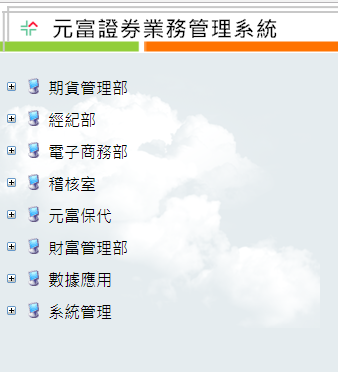 元富證券業務管理系統
期貨管理部
經紀部
電子商務部
稽核室
元富保代
財富管理部
數據應用
系統管理